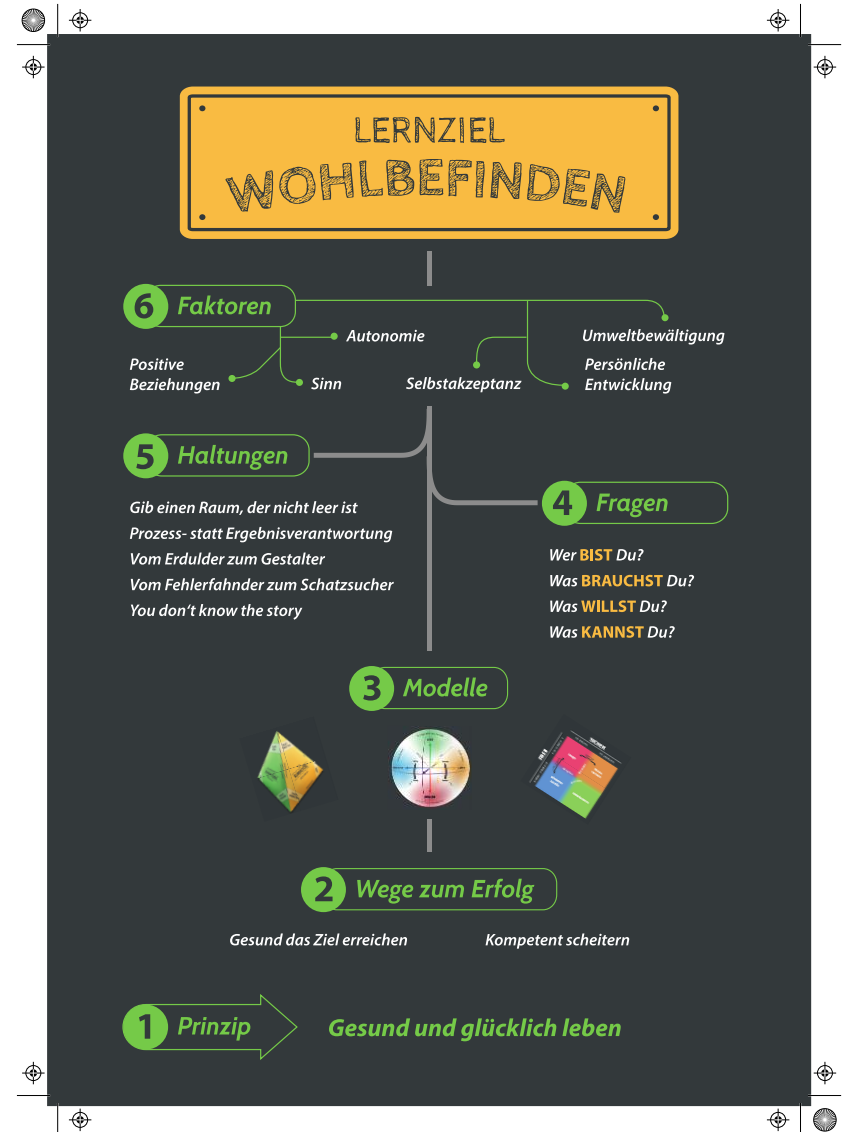 LERNZIEL
WOHLBEFINDEN
6 Faktoren
Autonomie
Umweltbewältigung
Positive
Beziehungen
Sinn
Selbstakzeptanz
Persönliche
Entwicklung
5 Haltungen
Gib einen Raum, der nicht leer ist
Prozess- statt Ergebnisverantwortung
Vom Erdulder zum Gestalter
Vom Fehlerfahnder zum Schatzsucher
You don‘t know the story
4 Fragen
Wer BIST Du?
Was BRAUCHST Du?
Was WILLST Du?
Was KANNST Du?
3 Modelle
2 Wege zum Erfolg
Gesund das Ziel erreichen
Kompetent scheitern
1 Prinzip
Gesund und glücklich leben